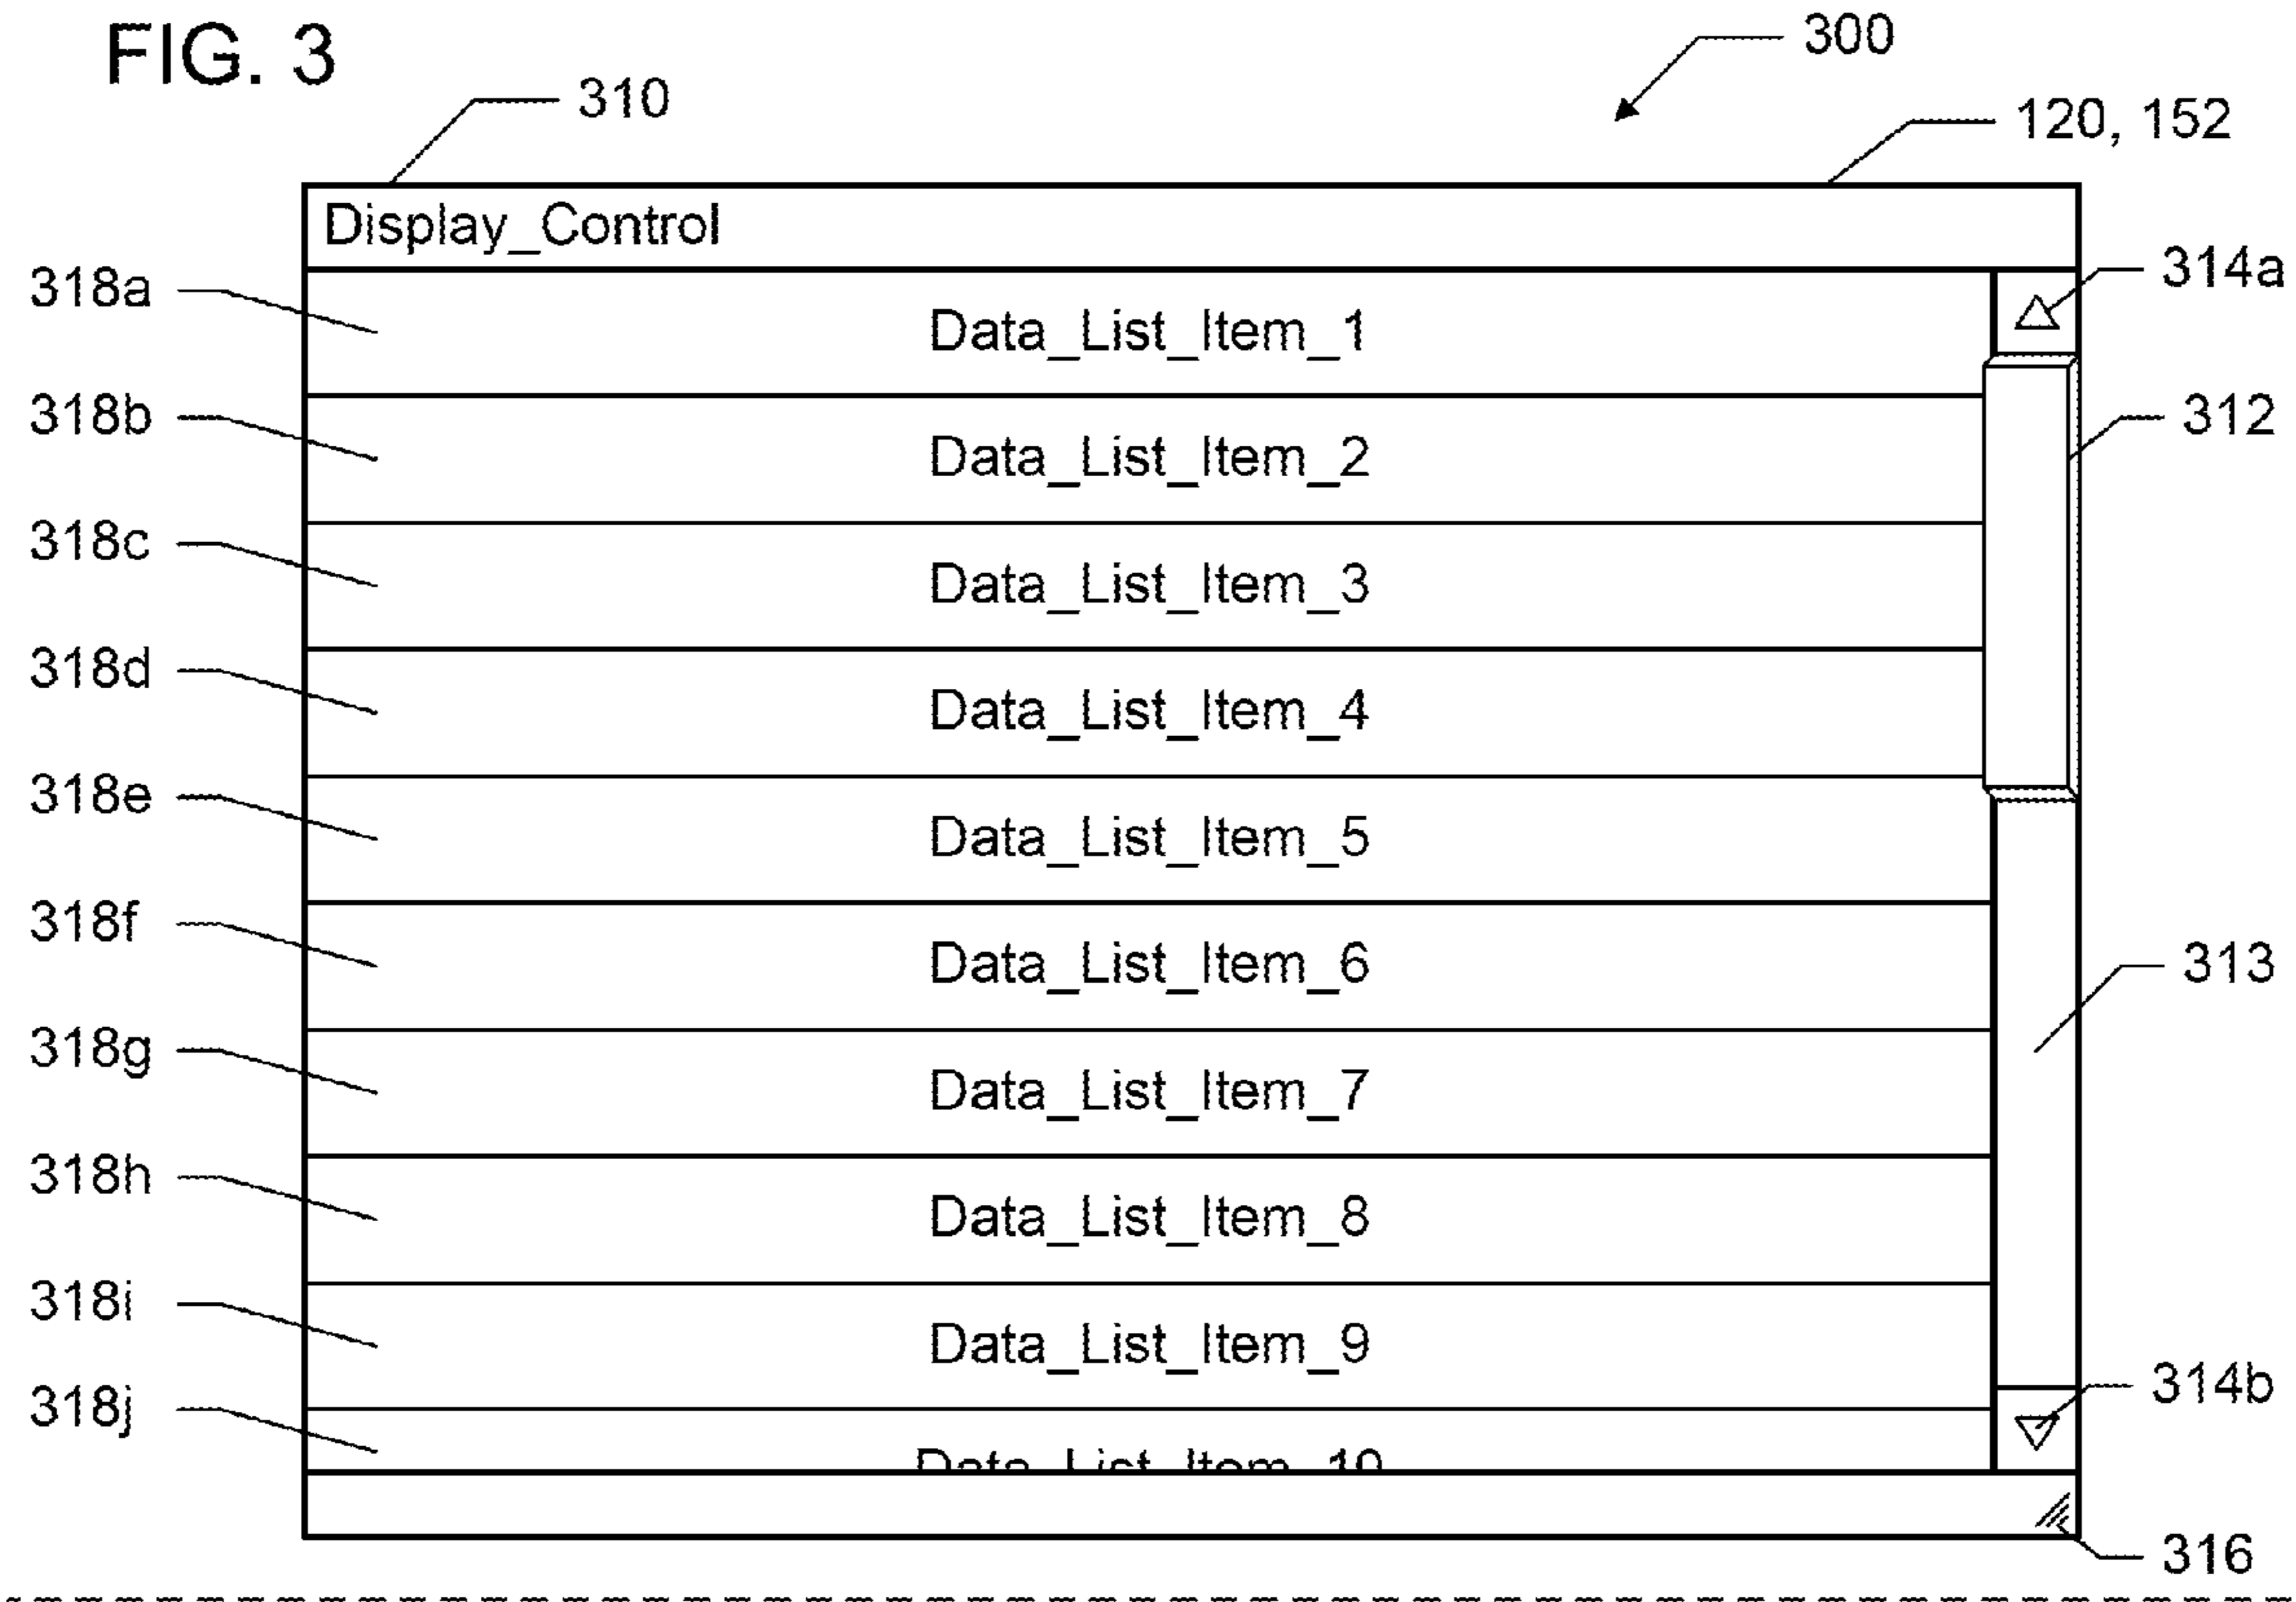 FIG. 3
300
310
120, 152
Display_Control
318a
Data_List_Item_1
314a
318b
Data_List_Item_2
312
318c
Data_List_Item_3
318d
Data_List_Item_4
318e
Data_List_Item_5
318f
Data_List_Item_6
313
318g
Data_List_Item_7
318h
Data_List_Item_8
318i
Data_List_Item_9
318j
Data_List_Item_10
314b
316